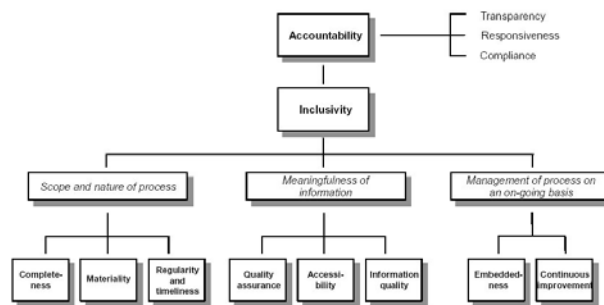 Transparency
Accountability
Responsiveness
Compliance
Inclusivity
Scope and nature of process
Meaningfulness of
information
Management of process on
an on-going basis
Complete-
ness
Materiality
Regularity
and
timeliness
Quality
assurance
Accessi-
bility
Information
quality
Embedded-
ness
Continuous
improvement